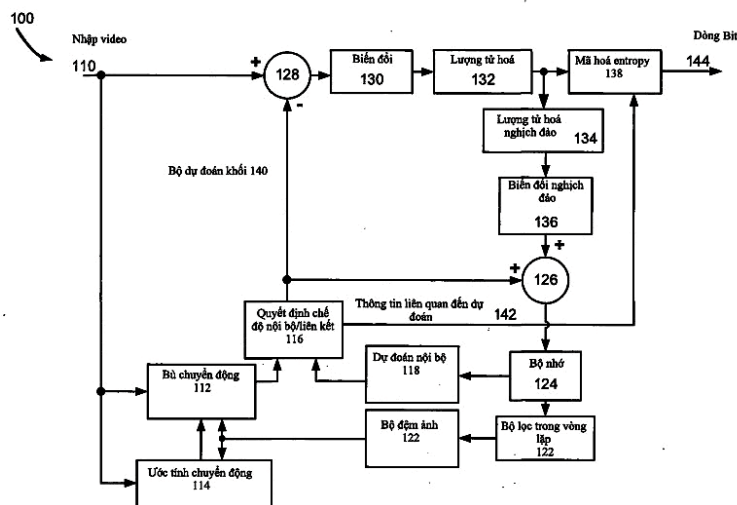 100
Nhập video
110
+
128
-
Biến đổi
130
Lượng tử hoá
132
Mã hoá entropy
138
Dòng Bit
144
Lượng tử hoá
nghịch đảo
134
Biến đổi nghịch
đảo
136
Bộ dự đoán khối 140
+
+
126
Thông tin liên quan đến dự
đoán
142
Quyết định chế
độ nội bộ/liên kết
116
Dự đoán nội bộ
118
Bộ nhớ
124
Bù chuyển động
112
Bộ đệm ảnh
122
Bộ lọc trong vòng
lặp
122
Ước tính chuyển động
114